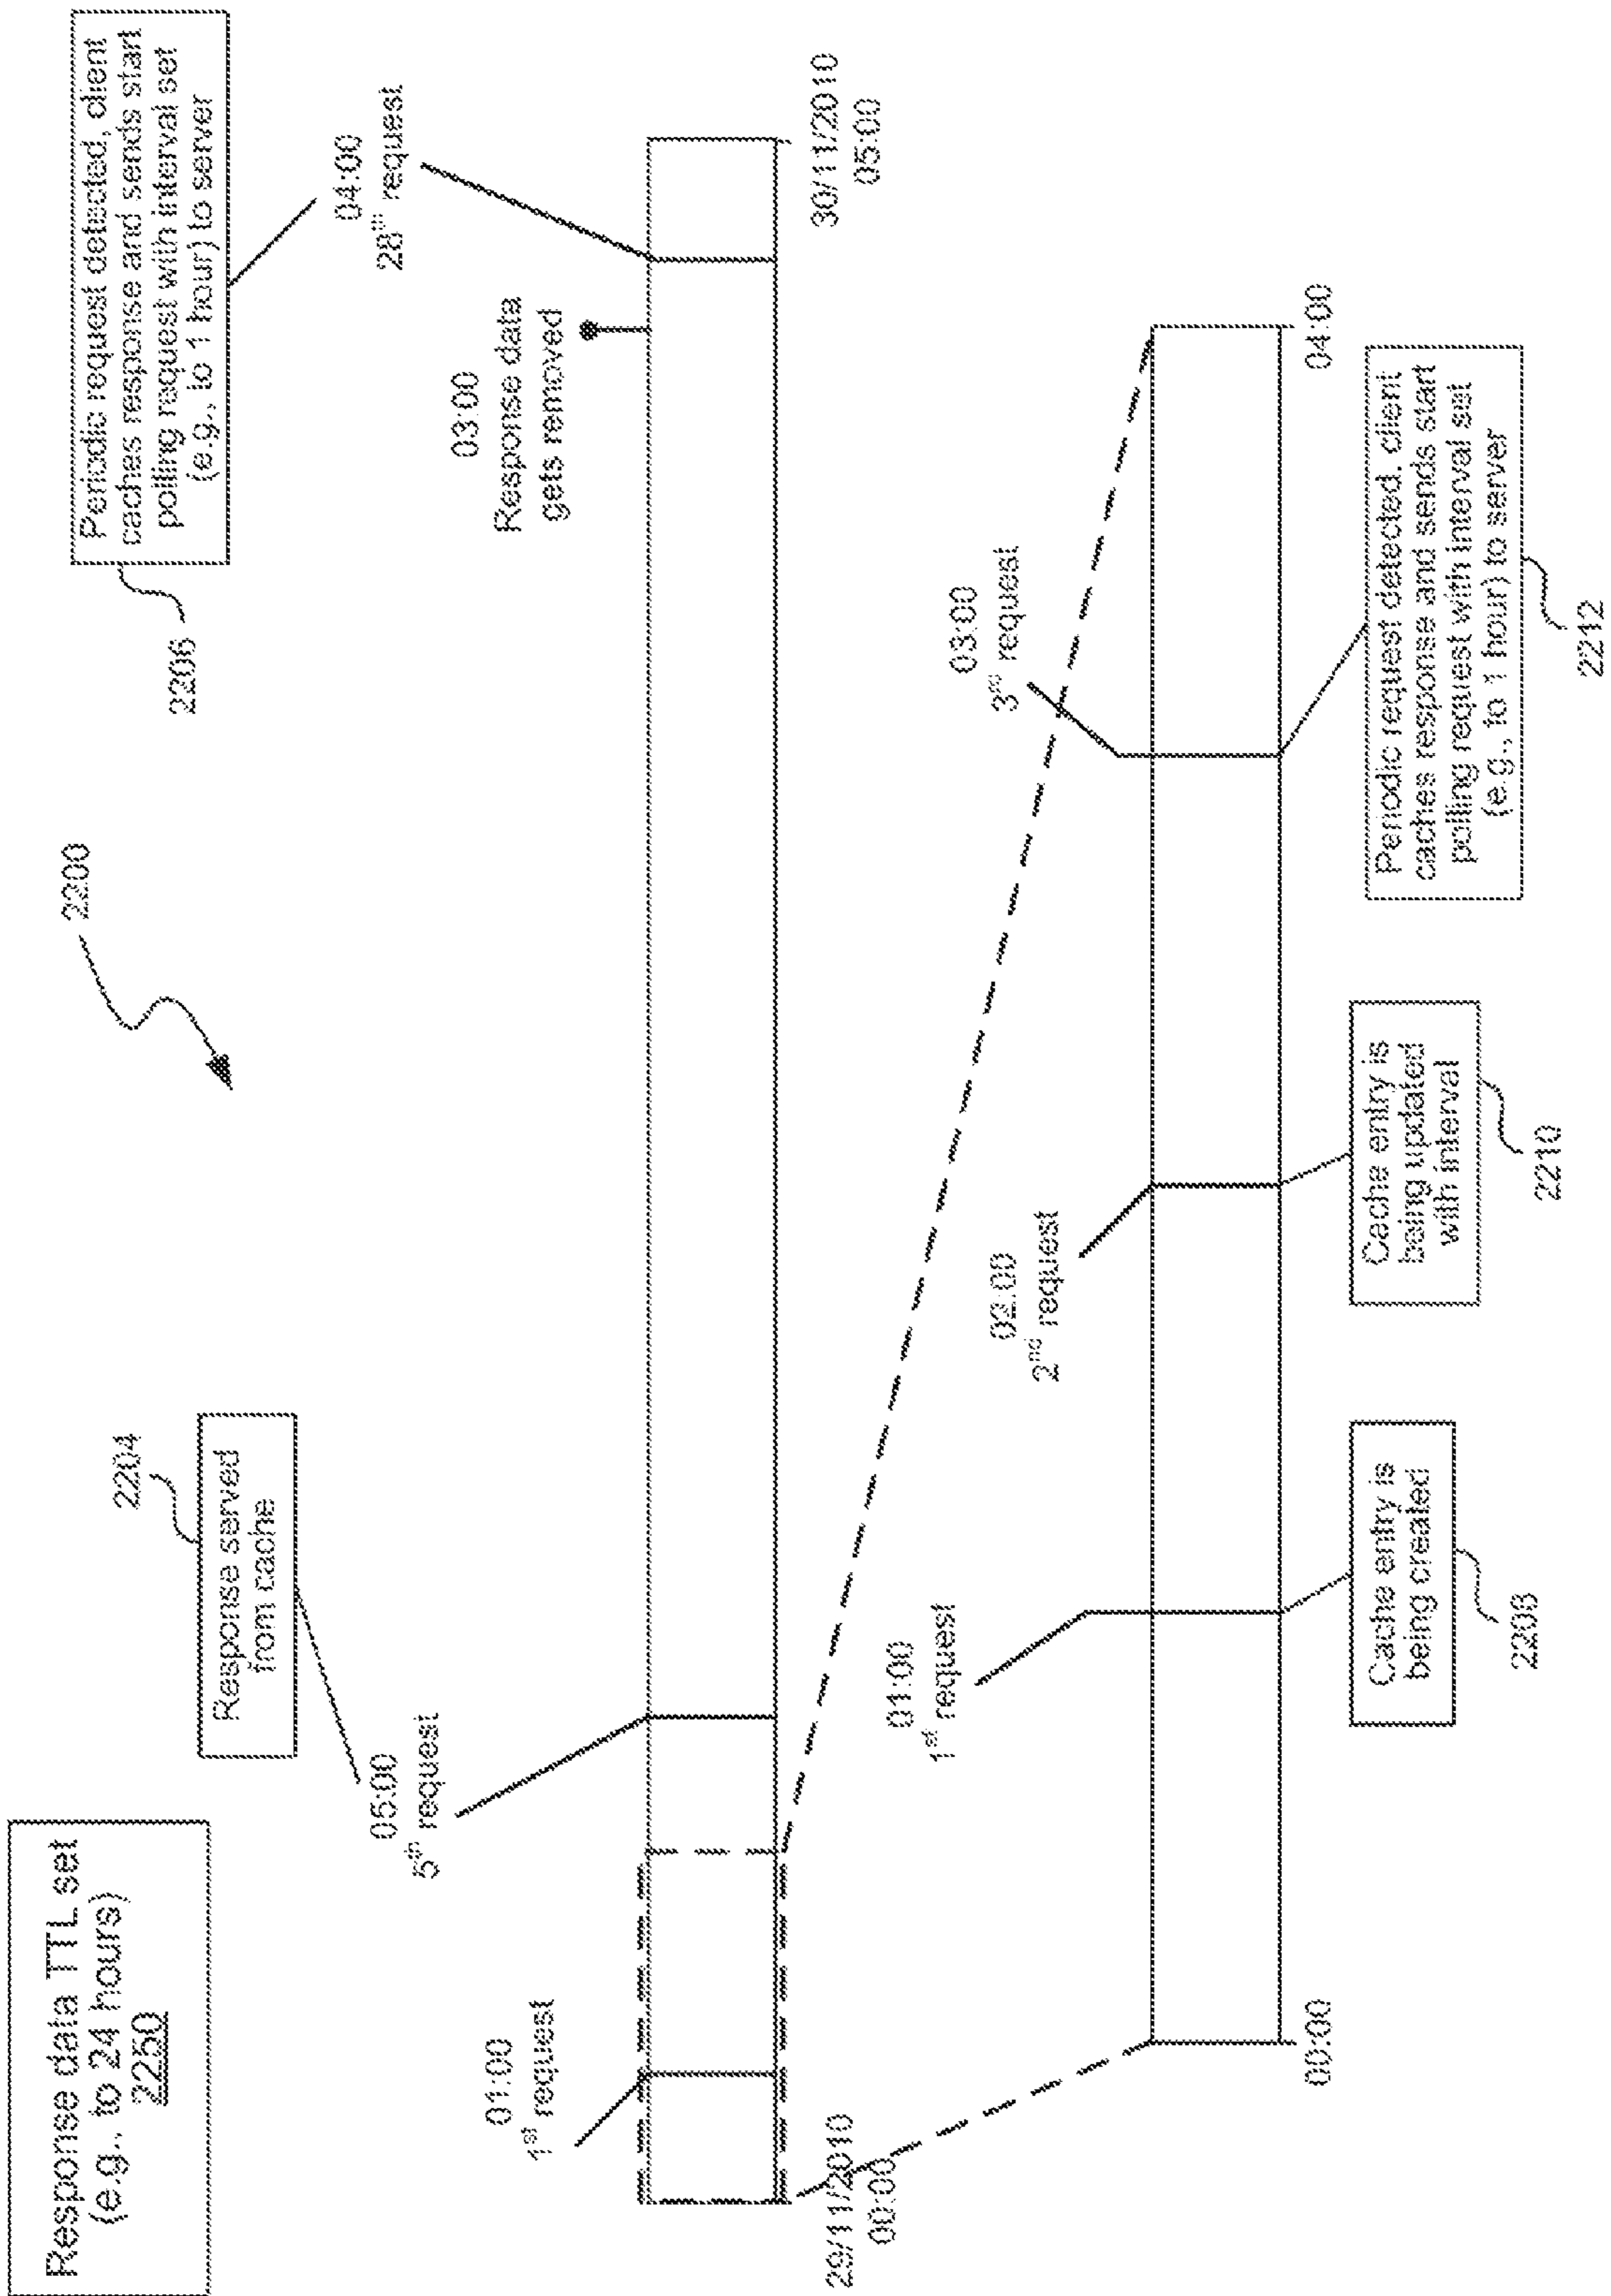 Response data TTL set
(e.g., to 24 hours)
2250
2204
Response served
from cache
2200
2206
Periodic request detected, client
caches response and sends start
polling request with interval set
(e.g., to 1 hour) to server
01:00
1st request
05:00
5th request
03:00
Response data
gets removed
04:00
28th request
29/11/2010
00:00
30/11/2010
05:00
01:00
1st request
02:00
2nd request
03:00
3rd request
00:00
04:00
Cache entry is
being created
2208
Cache entry is
being updated
with interval
2210
Periodic request detected, client
caches response and sends start
polling request with interval set
(e.g., to 1 hour) to server
2212